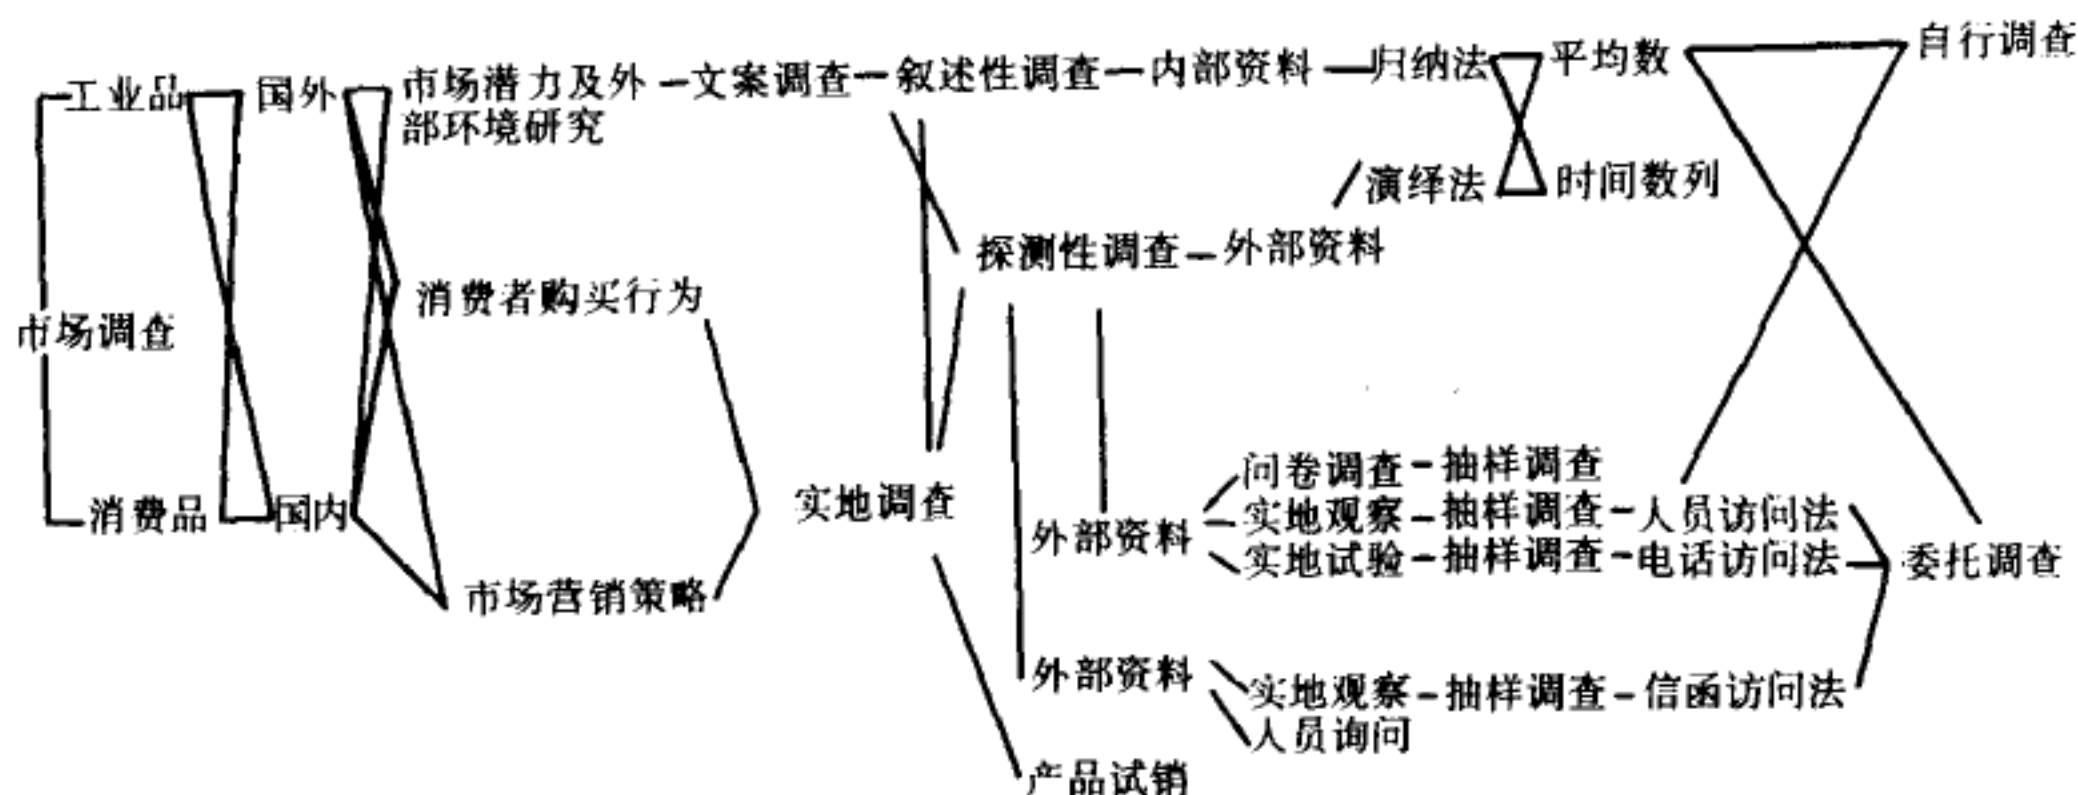 工业品 国外 市场潜力及外 文案调查 叙述性调查 内部资料 归纳法 平均数 自行调查
部环境研究
演绎法 时间数列
探测性调查 外部资料
消费者购买行为
市场调查
问卷调查 抽样调查
消费品 国内 实地调查 实地观察 抽样调查 人员访问法
外部资料
实地试验 抽样调查 电话访问法 委托调查
市场营销策略
外部资料
实地观察 抽样调查 信函访问法
人员询问
产品试销